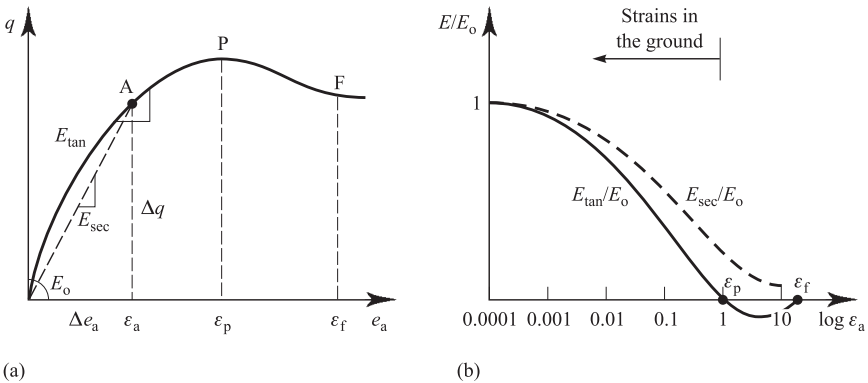 q
P
A
F
E_tan
Δq
E_sec
E_o
Δe_a
ε_a
ε_p
ε_f
e_a
(a)
Strains in
the ground
E/E_o
1
E_tan/E_o
E_sec/E_o
ε_p
ε_f
0.0001 0.001 0.01 0.1 1 10 log ε_a
(b)